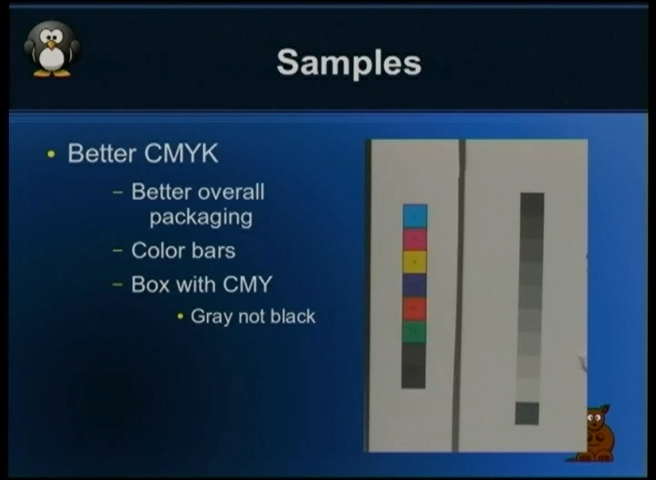 Samples
• Better CMYK
– Better overall
packaging
– Color bars
– Box with CMY
• Gray not black